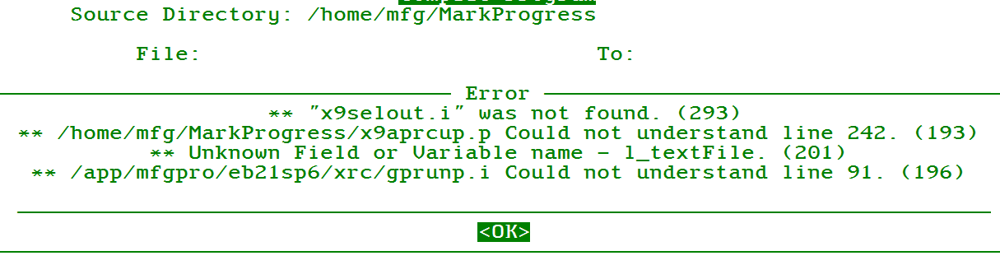 Source Directory: /home/mfg/MarkProgress
File: To:
Error
** "x9selout.i" was not found. (293)
** /home/mfg/MarkProgress/x9aprcup.p Could not understand line 242. (193)
** Unknown Field or Variable name - l_textFile. (201)
** /app/mfgpro/eb21sp6/xrc/gprunp.i Could not understand line 91. (196)
<OK>